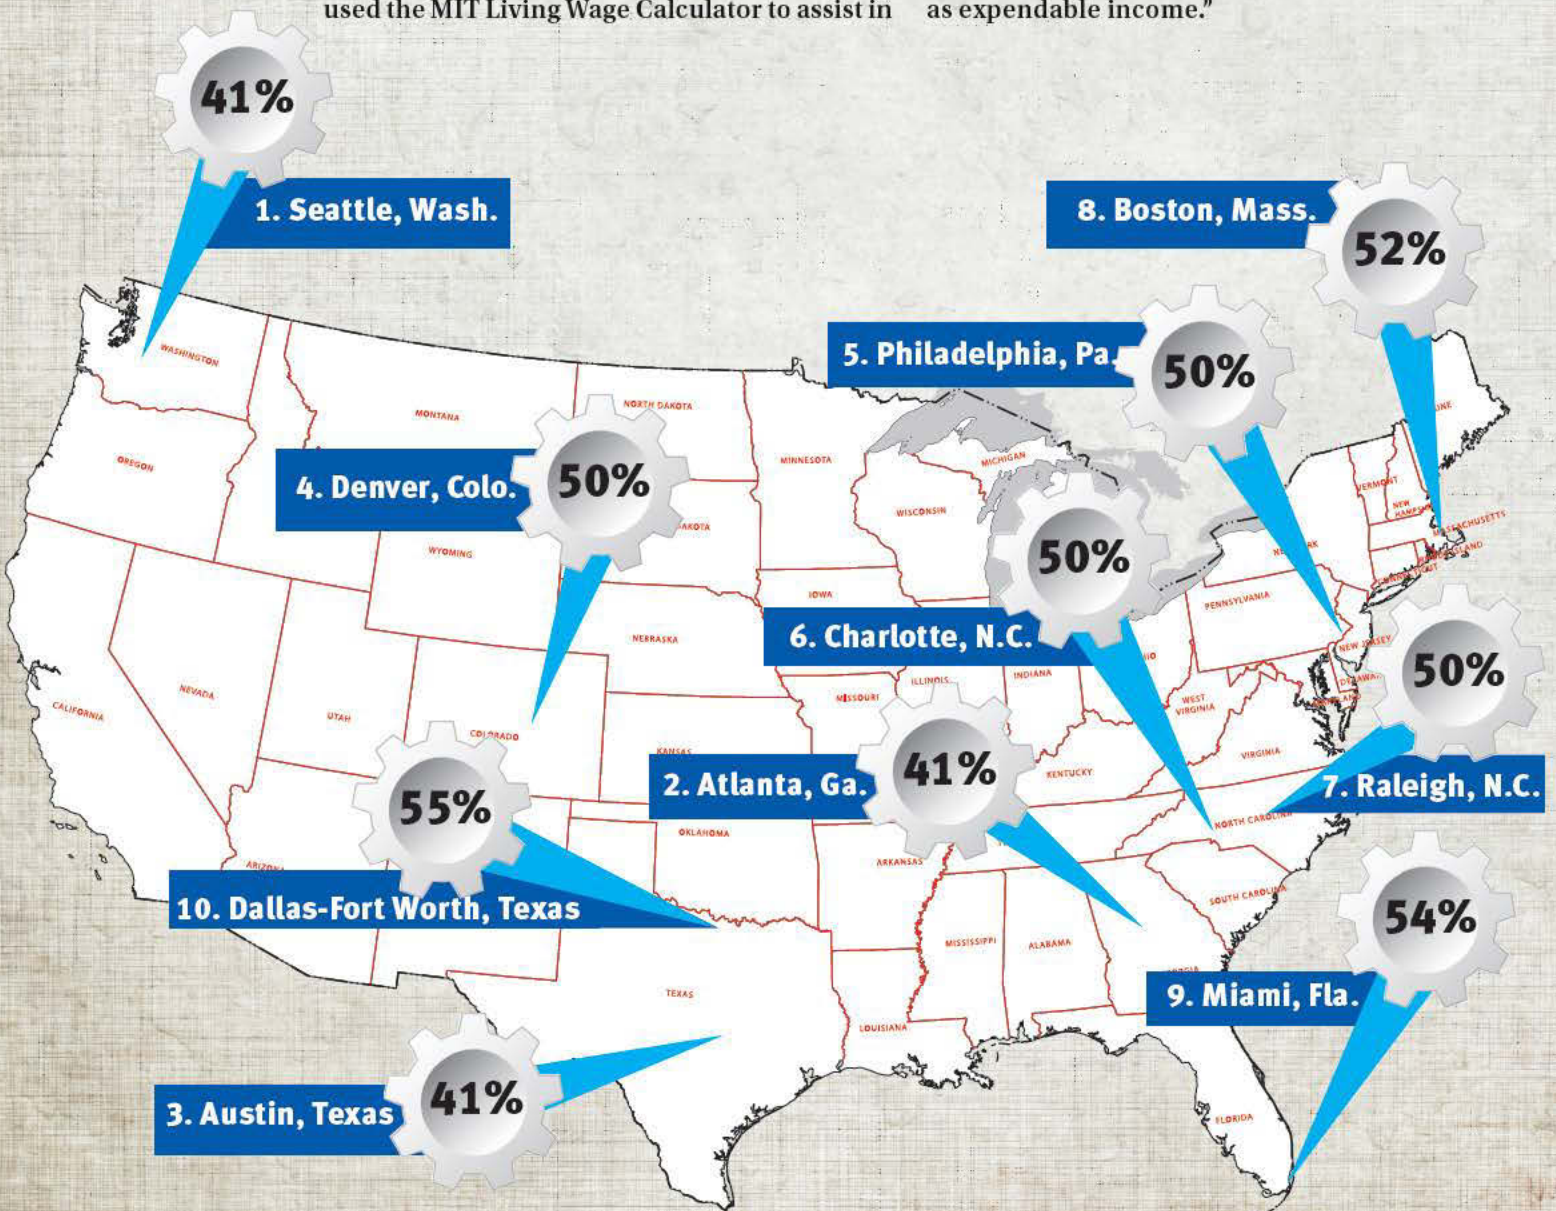 used the MIT Living Wage Calculator to assist in
as expendable income."
41%
1. Seattle, Wash.
8. Boston, Mass.
52%
5. Philadelphia, Pa.
50%
4. Denver, Colo.
50%
50%
6. Charlotte, N.C.
50%
7. Raleigh, N.C.
2. Atlanta, Ga.
41%
55%
10. Dallas-Fort Worth, Texas
54%
9. Miami, Fla.
3. Austin, Texas
41%
WASHINGTON
MONTANA
NORTH DAKOTA
OREGON
MINNESOTA
MICHIGAN
WISCONSIN
VERMONT
NEW
MASSACHUSETTS
WYOMING
IOWA
PENNSYLVANIA
NEBRASKA
NEW JERSEY
NEVADA
CALIFORNIA
UTAH
COLORADO
MISSOURI
ILLINOIS
INDIANA
WEST
VIRGINIA
VIRGINIA
KANSAS
KENTUCKY
NORTH CAROLINA
OKLAHOMA
ARKANSAS
ARIZONA
SOUTH CAROLINA
MISSISSIPPI
ALABAMA
TEXAS
LOUISIANA
FLORIDA